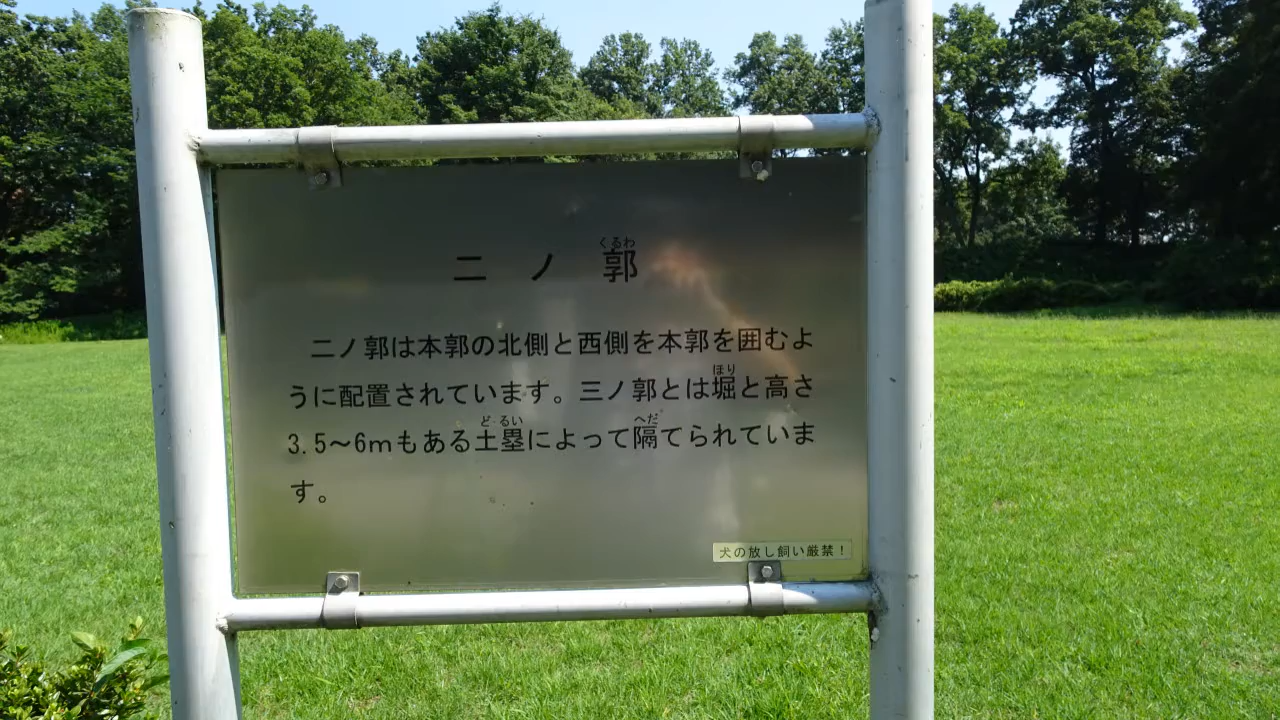 くるわ
二ノ郭
二ノ郭は本郭の北側と西側を本郭を囲むよ
ほり
うに配置されています。三ノ郭とは堀と高さ
どるい へだ
3.5～6mもある土塁によって隔てられていま
す。
犬の放し飼い厳禁！